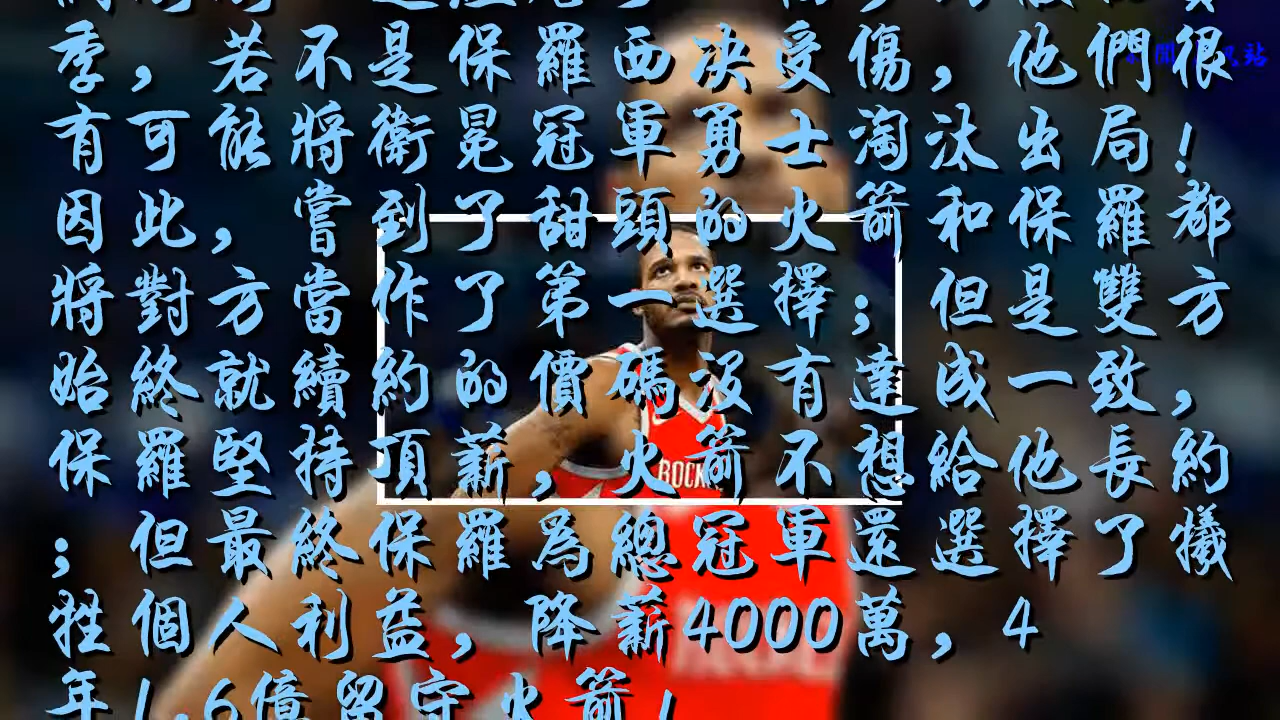 季，若不是保羅西決受傷，他們很
有可能將衛冕冠軍勇士淘汰出局！
因此，嘗到了甜頭的火箭和保羅都
將對方當作了第一選擇；但是雙方
始終就續約的價碼沒有達成一致，
保羅堅持頂薪，火箭不想給他長約
；但最終保羅爲總冠軍還選擇了犧
牲個人利益，降薪4000萬，4
年1.6億留守火箭！
ROCK